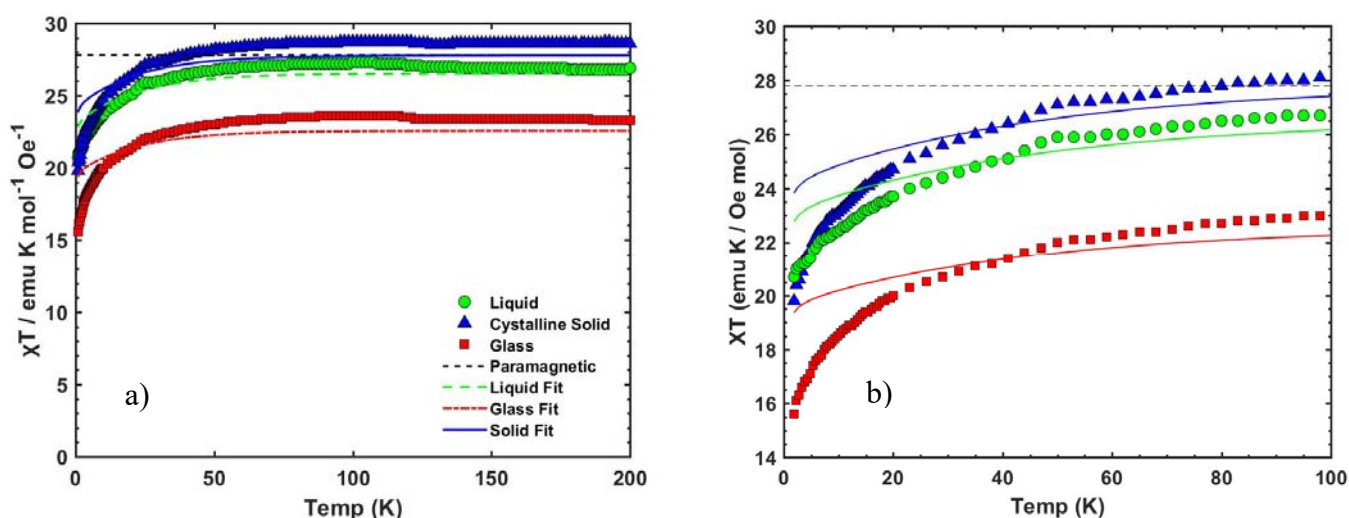 30
25
20
15
10
5
0
χT / emu K mol⁻¹ Oe⁻¹
Liquid
Cystalline Solid
Glass
Paramagnetic
Liquid Fit
Glass Fit
Solid Fit
a)
0 50 100 150 200
Temp (K)
30
28
26
24
22
20
18
16
14
XT (emu K / Oe mol)
b)
0 20 40 60 80 100
Temp (K)